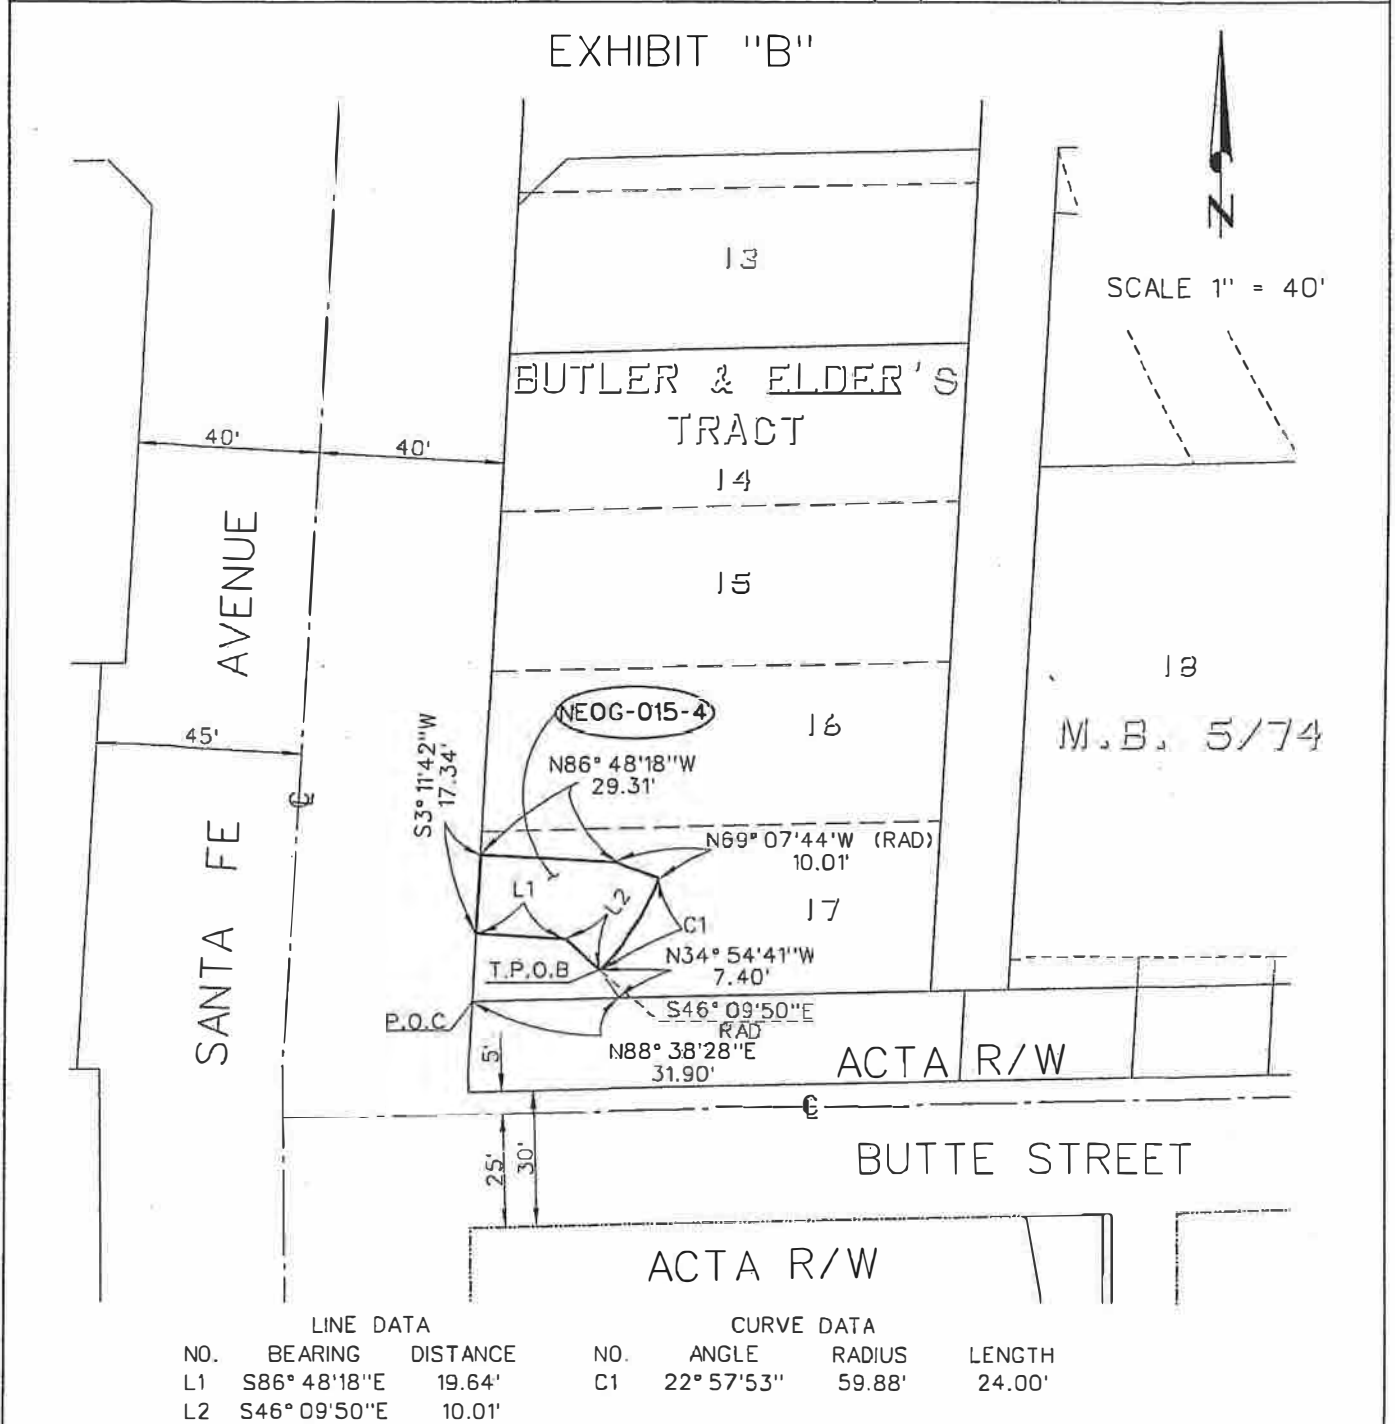 EXHIBIT "B"
N
SCALE 1" = 40'
13
BUTLER & ELDER'S
TRACT
14
40'
40'
15
AVENUE
18
M.B. 5/74
NEOG-015-4
16
45'
S3°11'42"W
17.34'
N86°48'18"W
29.31'
℄
N69°07'44'W (RAD)
10.01'
SANTA FE
L1
L2
17
C1
N34°54'41"W
7.40'
T.P.O.B
S46°09'50"E
RAD
P.O.C
N88°38'28"E
31.90'
5'
ACTA R/W
℄
25'
30'
BUTTE STREET
ACTA R/W
LINE DATA
NO. BEARING DISTANCE
L1 S86°48'18"E 19.64'
L2 S46°09'50"E 10.01'
CURVE DATA
NO. ANGLE RADIUS LENGTH
C1 22°57'53" 59.88' 24.00'